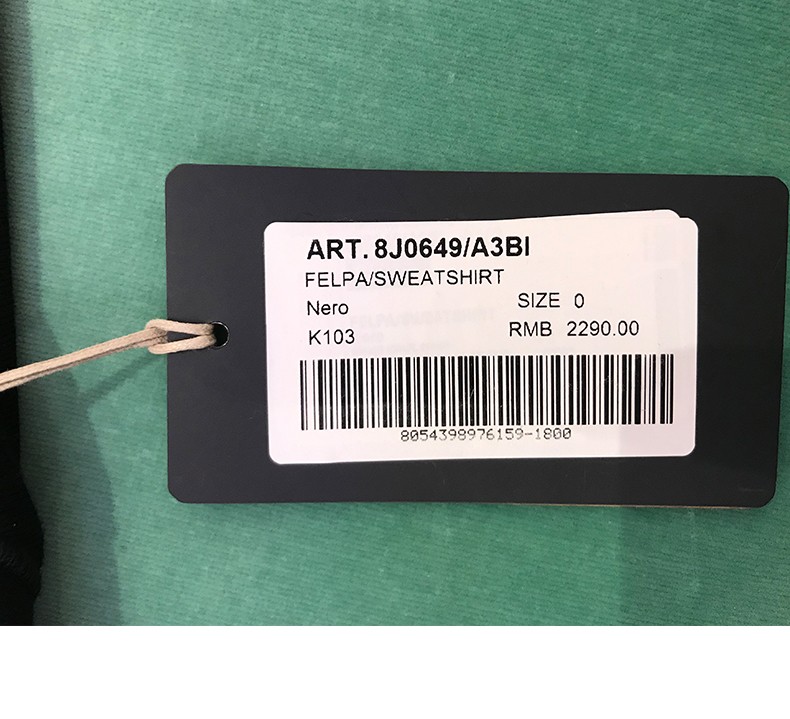 ART. 8J0649/A3BI
FELPA/SWEATSHIRT
Nero SIZE 0
K103 RMB 2290.00
8054398976159-1800